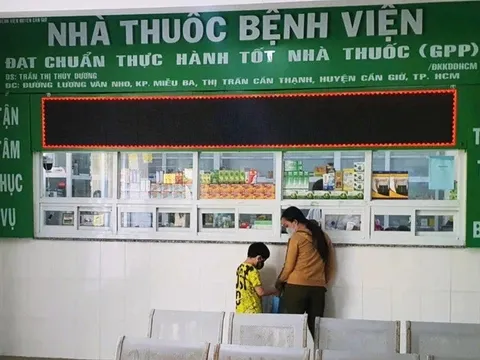 NHÀ THUỐC BỆNH VIỆN
ĐẠT CHUẨN THỰC HÀNH TỐT NHÀ THUỐC (GPP)
/ĐKKDDHCM
DS: TRẦN THỊ THÙY DƯƠNG
ĐC: ĐƯỜNG LƯƠNG VĂN NHO, KP. MIỄU BA, THỊ TRẤN CẦN THẠNH, HUYỆN CẦN GIỜ, TP. HCM
TẬN
TÂM
PHỤC
VỤ